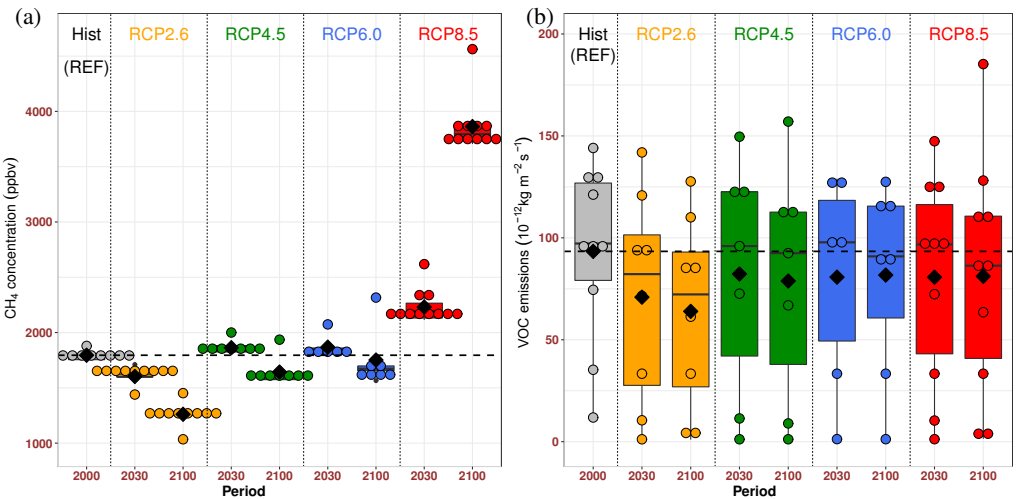 (a)
Hist
(REF)
RCP2.6
RCP4.5
RCP6.0
RCP8.5
4000
3000
2000
1000
CH₄ concentration (ppbv)
2000
2030
2100
2030
2100
2030
2100
2030
2100
Period
(b)
Hist
(REF)
RCP2.6
RCP4.5
RCP6.0
RCP8.5
200
150
100
50
0
VOC emissions (10⁻¹²kg m⁻² s⁻¹)
2000
2030
2100
2030
2100
2030
2100
2030
2100
Period